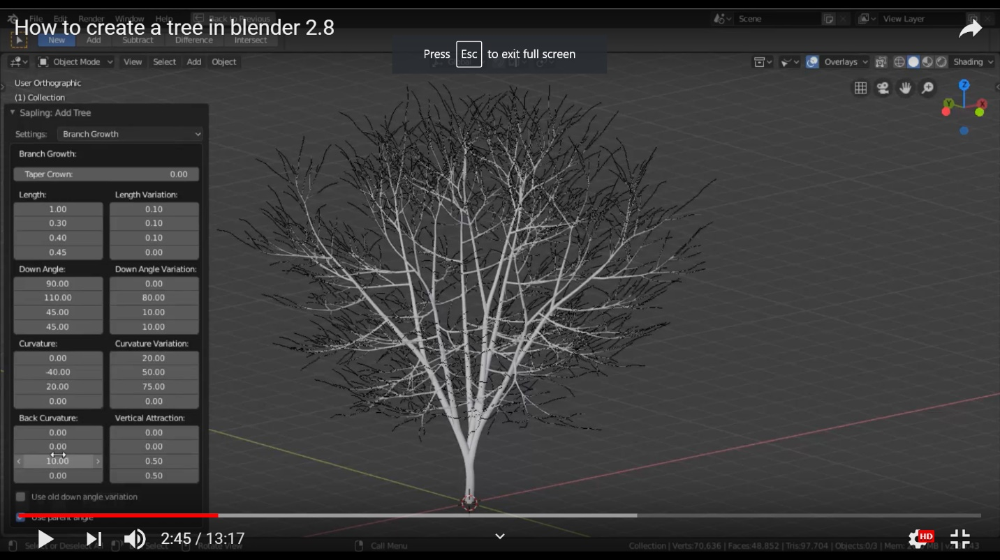 File Edit Render Window Help Back to Previous Scene View Layer
How to create a tree in blender 2.8
New Add Subtract Difference Intersect
Press Esc to exit full screen
Object Mode View Select Add Object Global Overlays Shading
User Orthographic
(1) Collection
Z
Y X
Sapling: Add Tree
Settings: Branch Growth
Branch Growth:
Taper Crown: 0.00
Length: Length Variation:
1.00 0.10
0.30 0.10
0.40 0.10
0.45 0.00
Down Angle: Down Angle Variation:
90.00 0.00
110.00 80.00
45.00 10.00
45.00 10.00
Curvature: Curvature Variation:
0.00 20.00
-40.00 50.00
20.00 75.00
0.00 0.00
Back Curvature: Vertical Attraction:
0.00 0.00
0.00 0.00
10.00 0.50
0.00 0.50
Use old down angle variation
Use parent angle
2:45 / 13:17 HD
Select or Deselect Select Rotate View Call Menu Collection | Verts:70,636 | Faces:48,852 | Tris:97,704 | Objects:0/3 | Mem: